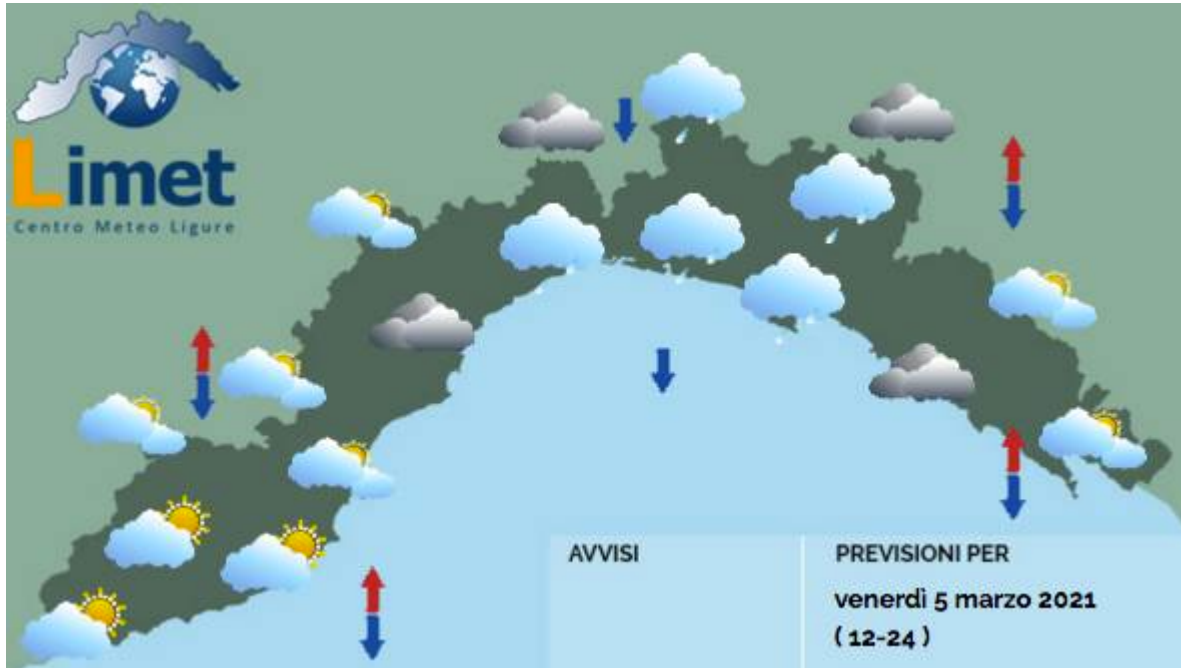 Limet
Centro Meteo Ligure
AVVISI
PREVISIONI PER
venerdì 5 marzo 2021
( 12-24 )